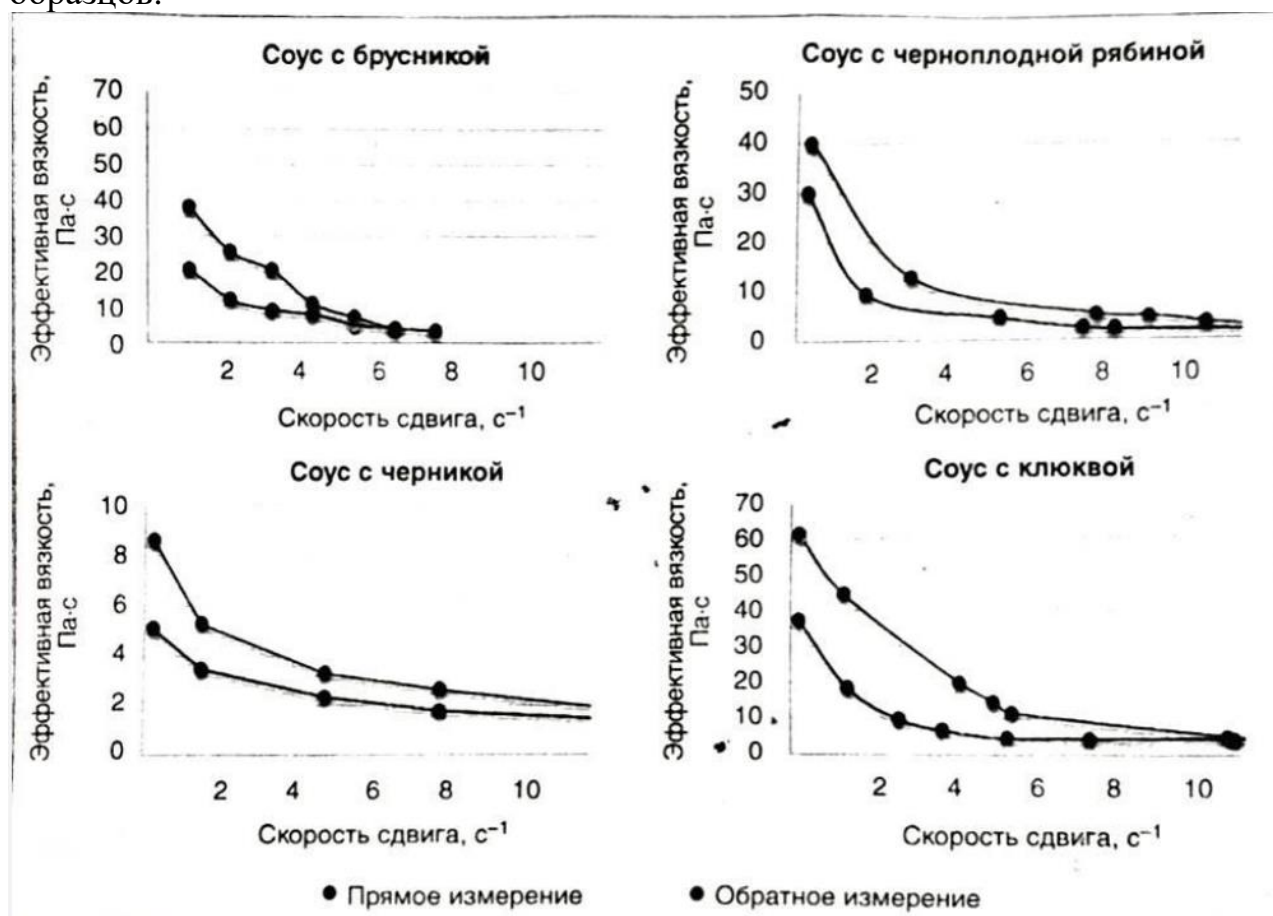 образцов.
Соус с брусникой
Эффективная вязкость,
Па·с
70
60
50
40
30
20
10
0
2 4 6 8 10
Скорость сдвига, с⁻¹
Соус с черноплодной рябиной
Эффективная вязкость,
Па·с
50
40
30
20
10
0
2 4 6 8 10
Скорость сдвига, с⁻¹
Соус с черникой
Эффективная вязкость,
Па·с
10
8
6
4
2
0
2 4 6 8 10
Скорость сдвига, с⁻¹
Соус с клюквой
Эффективная вязкость,
Па·с
70
60
50
40
30
20
10
0
2 4 6 8 10
Скорость сдвига, с⁻¹
● Прямое измерение ● Обратное измерение